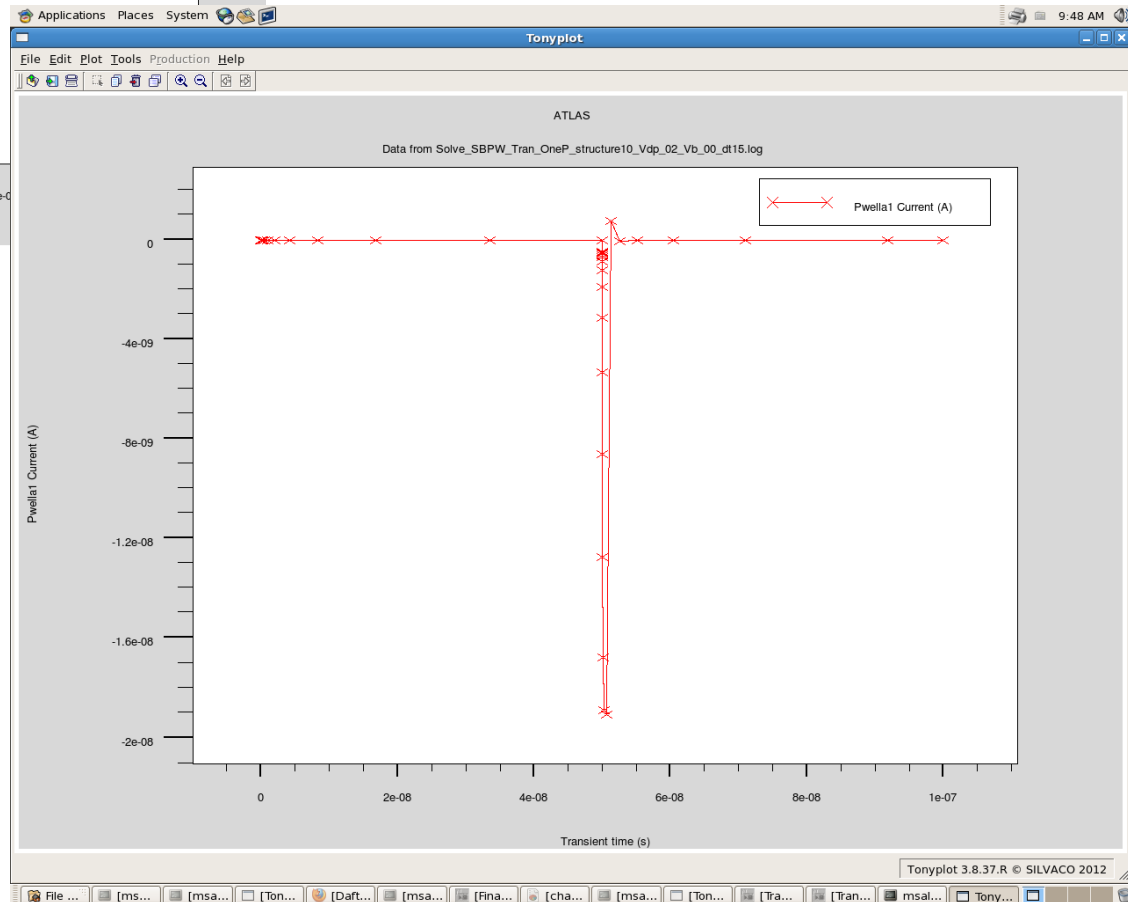 Applications Places System 9:48 AM
Tonyplot
File Edit Plot Tools Production Help
ATLAS
Data from Solve_SBPW_Tran_OneP_structure10_Vdp_02_Vb_00_dt15.log
Pwella1 Current (A)
0
-4e-09
-8e-09
-1.2e-08
-1.6e-08
-2e-08
Pwella1 Current (A)
0 2e-08 4e-08 6e-08 8e-08 1e-07
Transient time (s)
Tonyplot 3.8.37.R © SILVACO 2012
File ... [ms... [msa... [Ton... [Daft... [msa... [Fina... [cha... [msa... [Ton... [Tra... [Tran... msal... Tony...